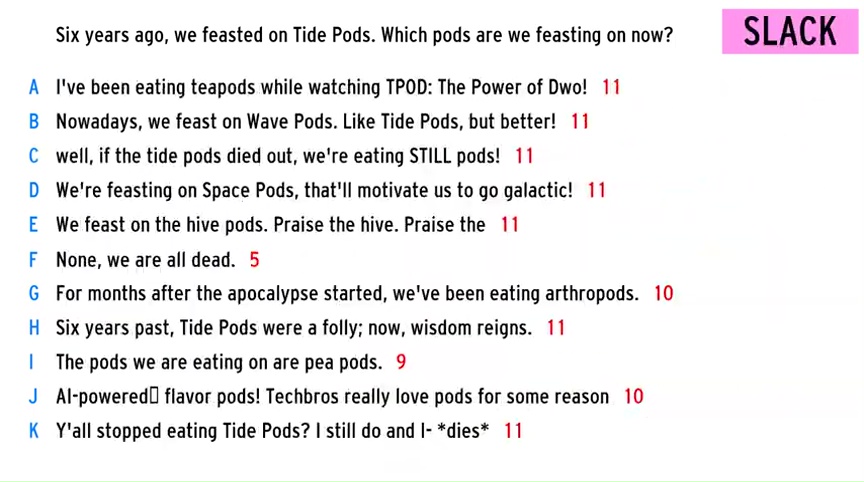 Six years ago, we feasted on Tide Pods. Which pods are we feasting on now?
SLACK
A I've been eating teapods while watching TPOD: The Power of Dwo! 11
B Nowadays, we feast on Wave Pods. Like Tide Pods, but better! 11
C well, if the tide pods died out, we're eating STILL pods! 11
D We're feasting on Space Pods, that'll motivate us to go galactic! 11
E We feast on the hive pods. Praise the hive. Praise the 11
F None, we are all dead. 5
G For months after the apocalypse started, we've been eating arthropods. 10
H Six years past, Tide Pods were a folly; now, wisdom reigns. 11
I The pods we are eating on are pea pods. 9
J AI-powered▯ flavor pods! Techbros really love pods for some reason 10
K Y'all stopped eating Tide Pods? I still do and I- *dies* 11